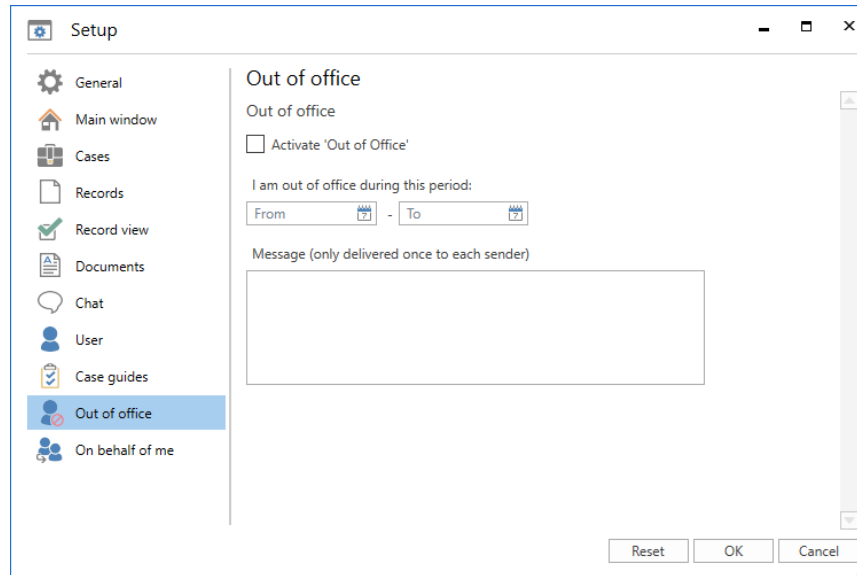 Setup
General
Main window
Cases
Records
Record view
Documents
Chat
User
Case guides
Out of office
On behalf of me
Out of office
Out of office
Activate 'Out of Office'
I am out of office during this period:
From - To
Message (only delivered once to each sender)
Reset OK Cancel